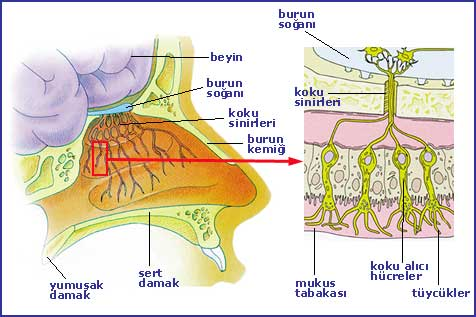 beyin
burun
soğanı
koku
sinirleri
burun
kemiğ
yumuşak
damak
sert
damak
burun
soğanı
koku
sinirleri
mukus
tabakası
koku alıcı
hücreler
tüycükler